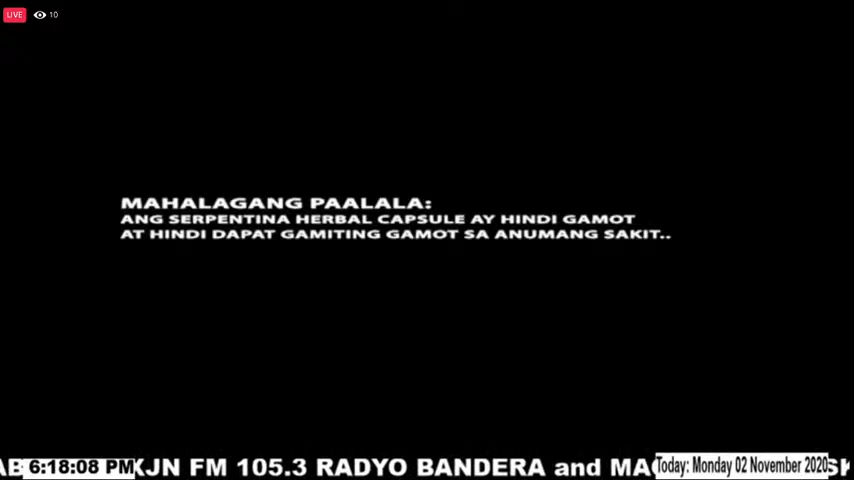 LIVE 10
MAHALAGANG PAALALA:
ANG SERPENTINA HERBAL CAPSULE AY HINDI GAMOT
AT HINDI DAPAT GAMITING GAMOT SA ANUMANG SAKIT..
6:18:08 PM KJN FM 105.3 RADYO BANDERA and Today: Monday 02 November 2020